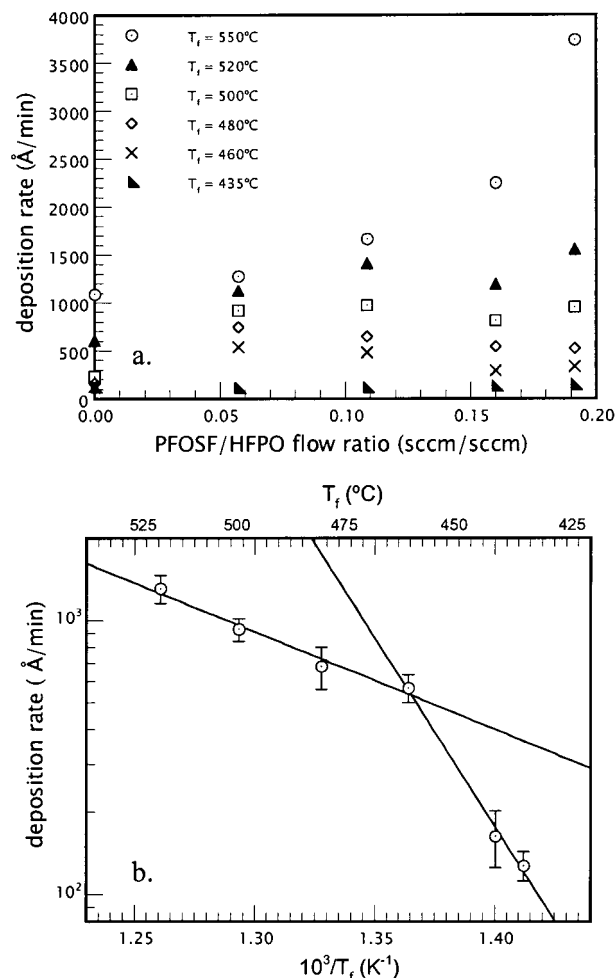 4000
3500
3000
2500
2000
1500
1000
500
0
deposition rate (Å/min)
T_f = 550°C
T_f = 520°C
T_f = 500°C
T_f = 480°C
T_f = 460°C
T_f = 435°C
a.
0.00 0.05 0.10 0.15 0.20
PFOSF/HFPO flow ratio (sccm/sccm)
T_f (°C)
525 500 475 450 425
10³
10²
deposition rate ( Å/min)
b.
1.25 1.30 1.35 1.40
10³/T_f (K⁻¹)